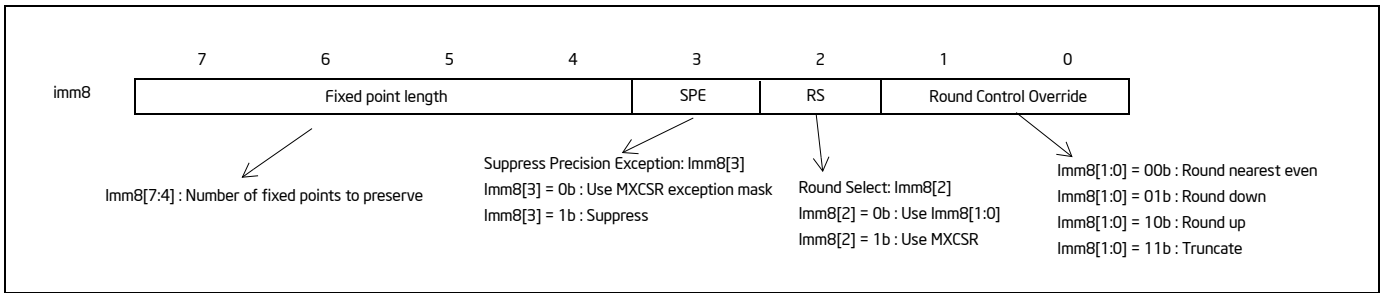 7 6 5 4 3 2 1 0
imm8 Fixed point length SPE RS Round Control Override
Imm8[7:4] : Number of fixed points to preserve
Suppress Precision Exception: Imm8[3]
Imm8[3] = 0b : Use MXCSR exception mask
Imm8[3] = 1b : Suppress
Round Select: Imm8[2]
Imm8[2] = 0b : Use Imm8[1:0]
Imm8[2] = 1b : Use MXCSR
Imm8[1:0] = 00b : Round nearest even
Imm8[1:0] = 01b : Round down
Imm8[1:0] = 10b : Round up
Imm8[1:0] = 11b : Truncate